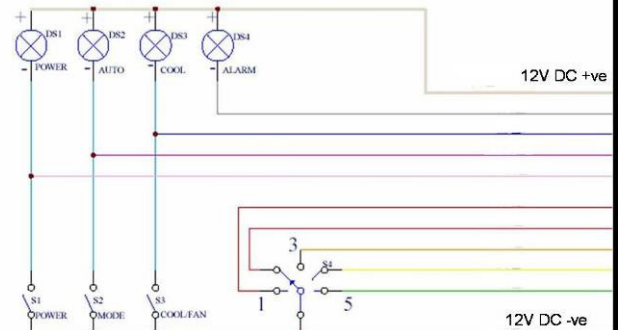 +
+
+
+
DS1
DS2
DS3
DS4
-
POWER
-
AUTO
-
COOL
-
ALARM
12V DC +ve
3
S4
1
5
S1
POWER
S2
MODE
S3
COOL/FAN
12V DC -ve